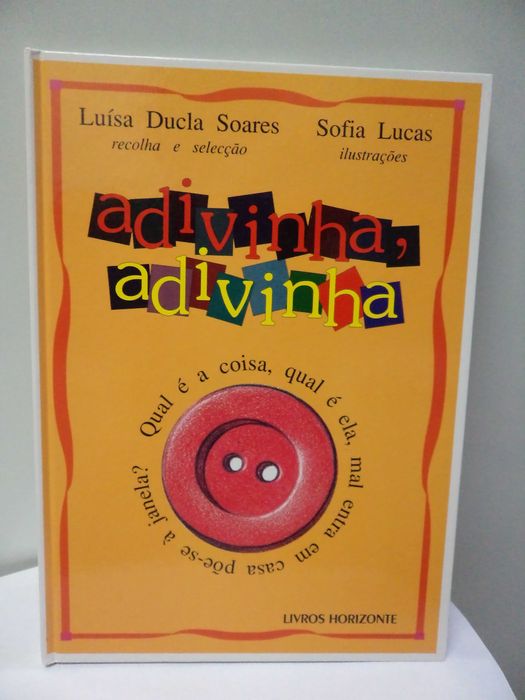 Luísa Ducla Soares
recolha e selecção
Sofia Lucas
ilustrações
adivinha,
adivinha
Qual é a coisa, qual é ela, mal entra em casa põe-se à janela?
LIVROS HORIZONTE